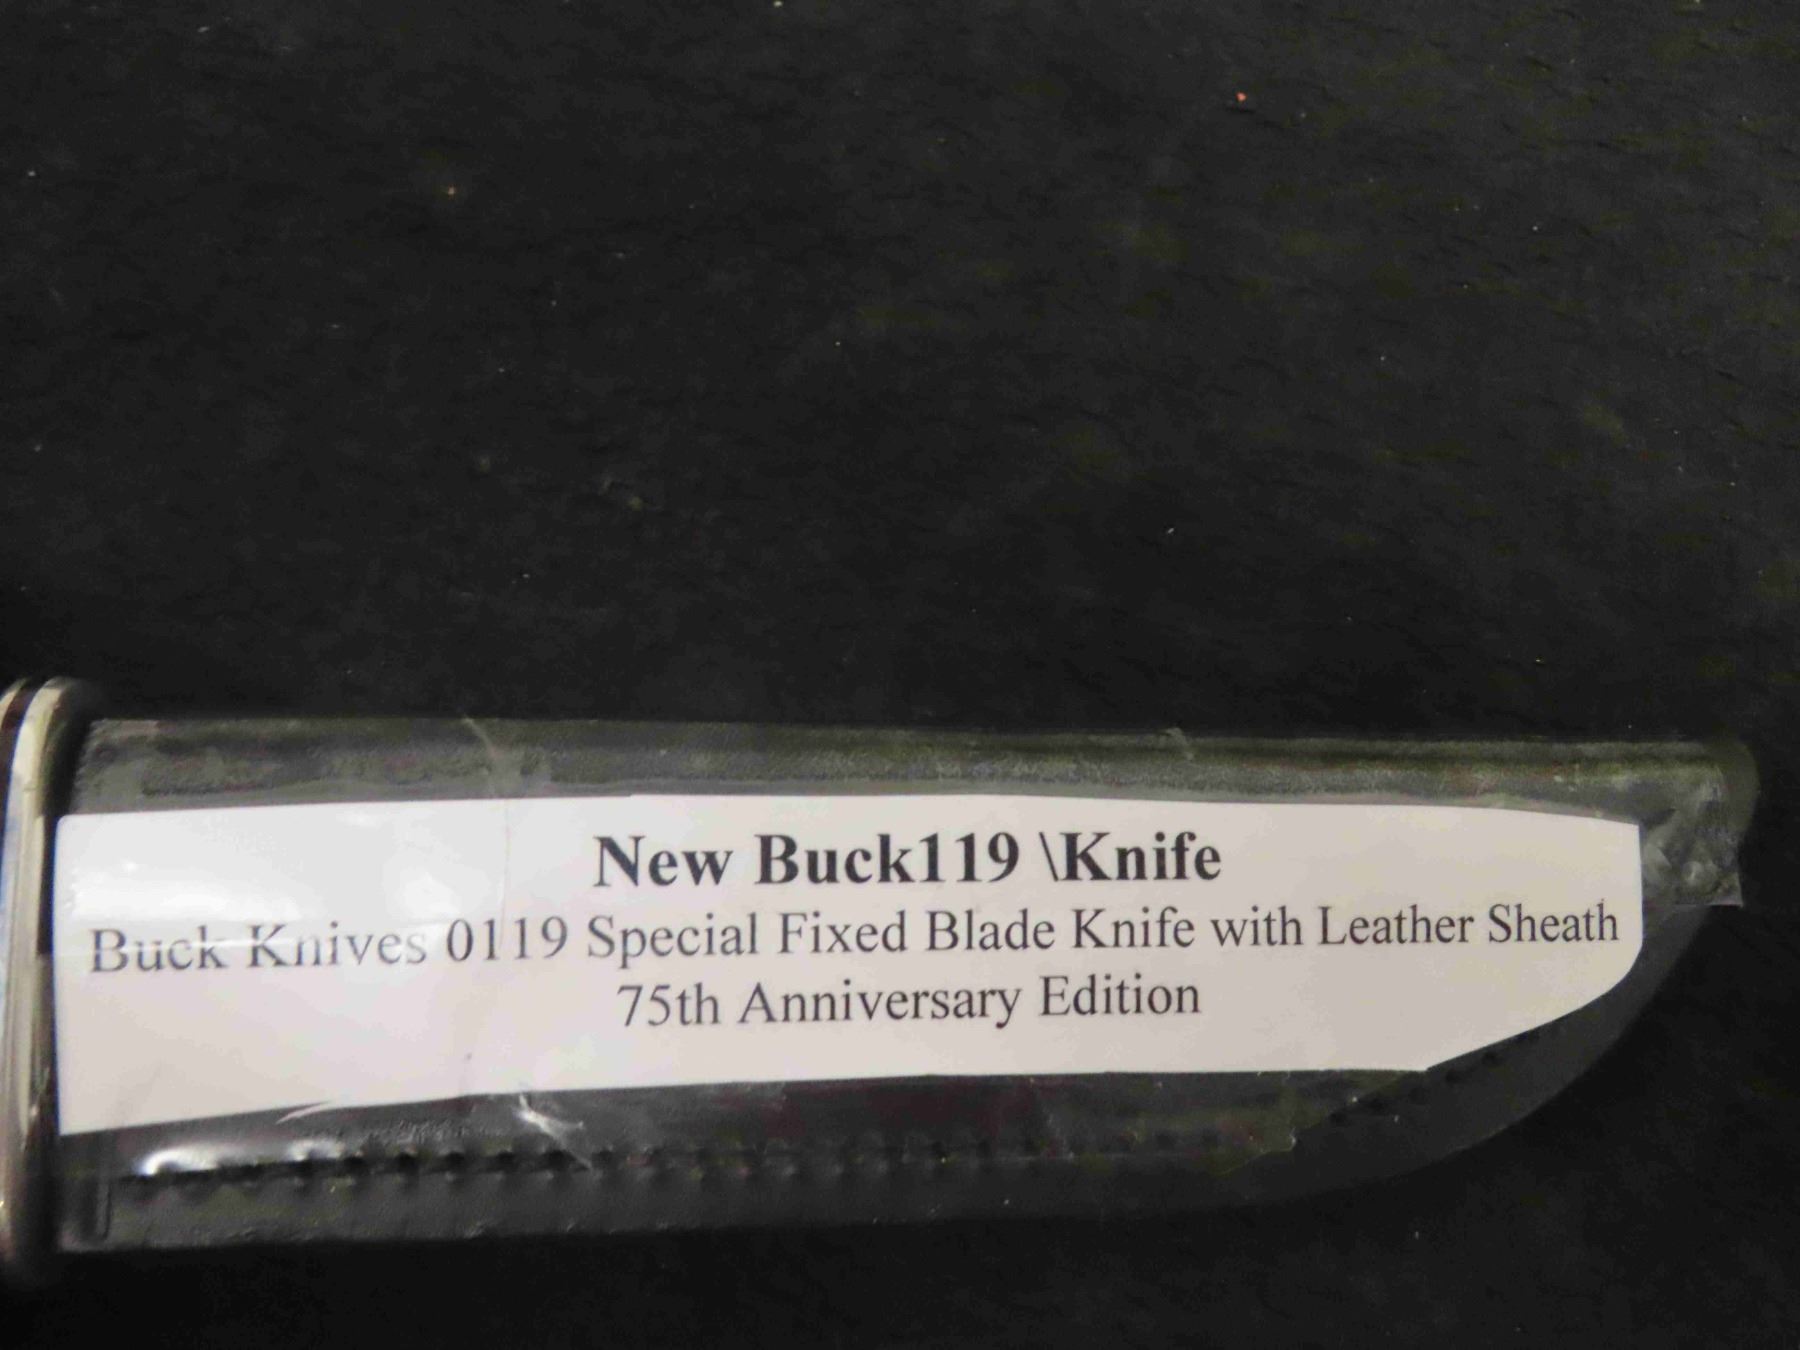 New Buck119 \Knife
Buck Knives 0119 Special Fixed Blade Knife with Leather Sheath
75th Anniversary Edition